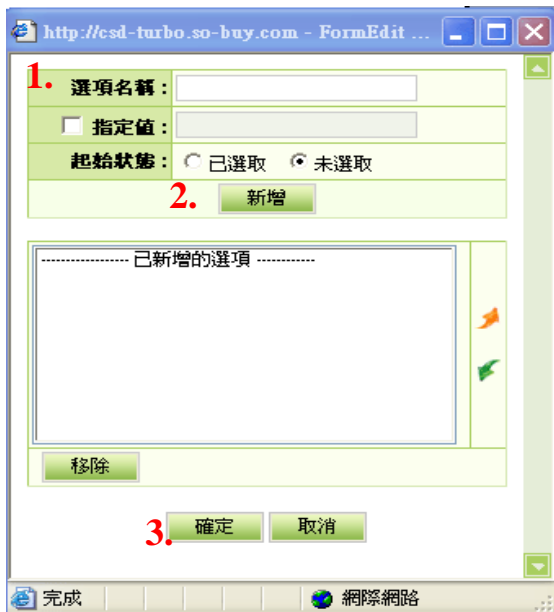 http://csd-turbo.so-buy.com - FormEdit ...
1. 選項名稱：
指定值：
起始狀態： 已選取 未選取
2. 新增
----------------- 已新增的選項 ------------
移除
3. 確定 取消
完成 網際網路